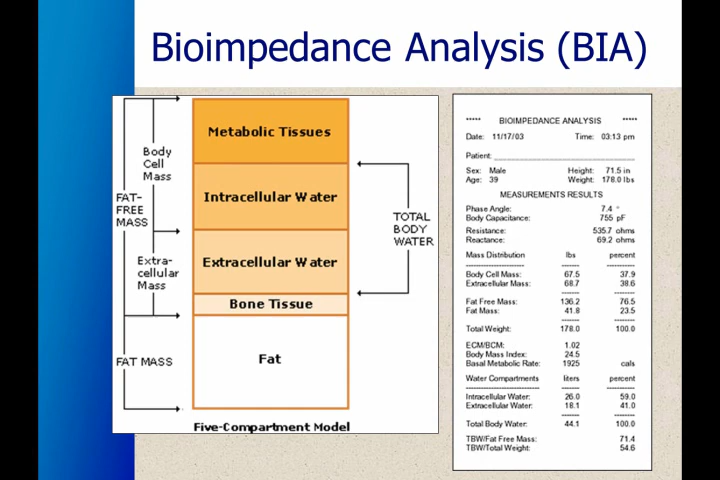 Bioimpedance Analysis (BIA)
Metabolic Tissues
Body
Cell
Mass
Intracellular Water
FAT-
FREE
MASS
TOTAL
BODY
WATER
Extra-
cellular
Mass
Extracellular Water
Bone Tissue
FAT MASS
Fat
Five-Compartment Model
***** BIOIMPEDANCE ANALYSIS *****
Date: 11/17/03 Time: 03:13 pm
Patient: ________________________________
Sex: Male Height: 71.5 in
Age: 39 Weight: 178.0 lbs
MEASUREMENTS RESULTS
Phase Angle: 7.4 °
Body Capacitance: 755 pF
Resistance: 535.7 ohms
Reactance: 69.2 ohms
Mass Distribution lbs percent
Body Cell Mass: 67.5 37.9
Extracellular Mass: 68.7 38.6
Fat Free Mass: 136.2 76.5
Fat Mass: 41.8 23.5
Total Weight: 178.0 100.0
ECM/BCM: 1.02
Body Mass Index: 24.5
Basal Metabolic Rate: 1925 cals
Water Compartments liters percent
Intracellular Water: 26.0 59.0
Extracellular Water: 18.1 41.0
Total Body Water: 44.1 100.0
TBW/Fat Free Mass: 71.4
TBW/Total Weight: 54.6